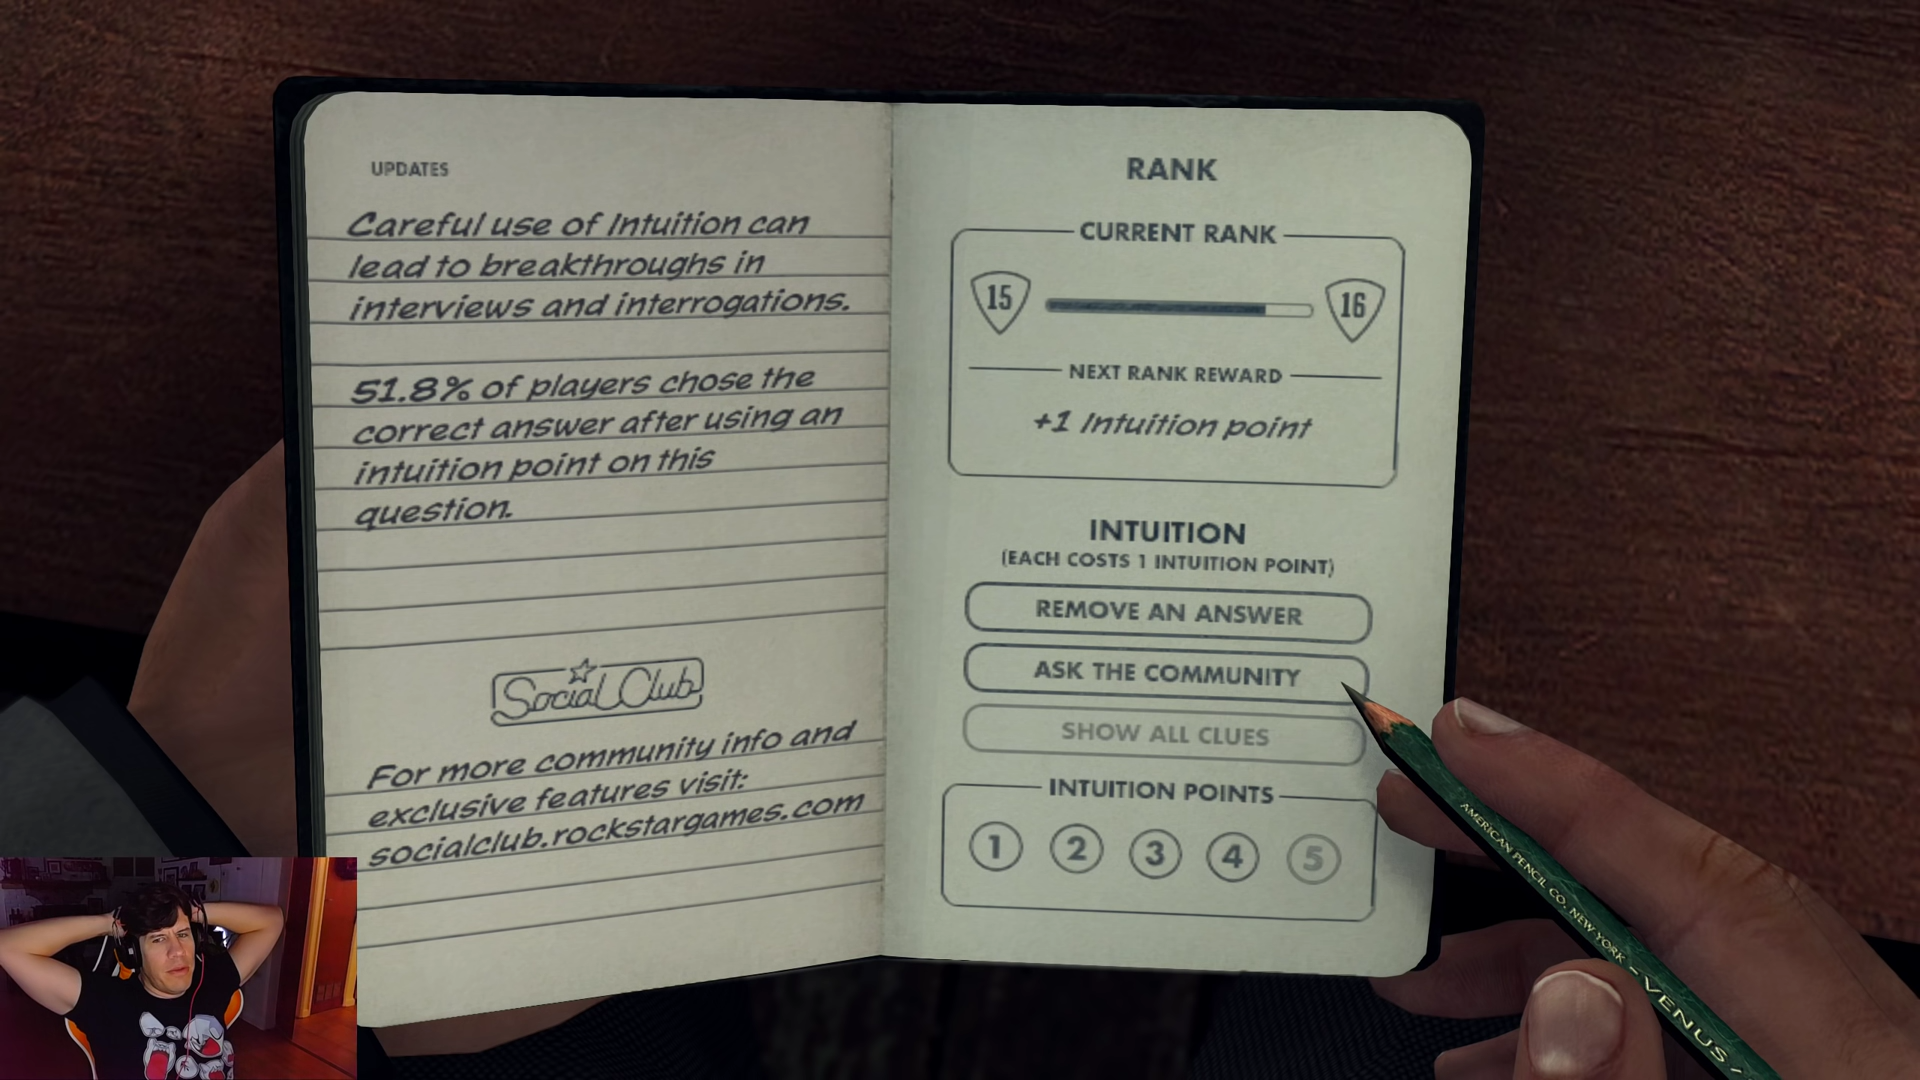 UPDATES
Careful use of Intuition can
lead to breakthroughs in
interviews and interrogations.
51.8% of players chose the
correct answer after using an
intuition point on this
question.
Social Club
For more community info and
exclusive features visit:
socialclub.rockstargames.com
RANK
CURRENT RANK
15
16
NEXT RANK REWARD
+1 Intuition point
INTUITION
(EACH COSTS 1 INTUITION POINT)
REMOVE AN ANSWER
ASK THE COMMUNITY
SHOW ALL CLUES
INTUITION POINTS
1 2 3 4 5
AMERICAN PENCIL CO. NEW YORK - VENUS